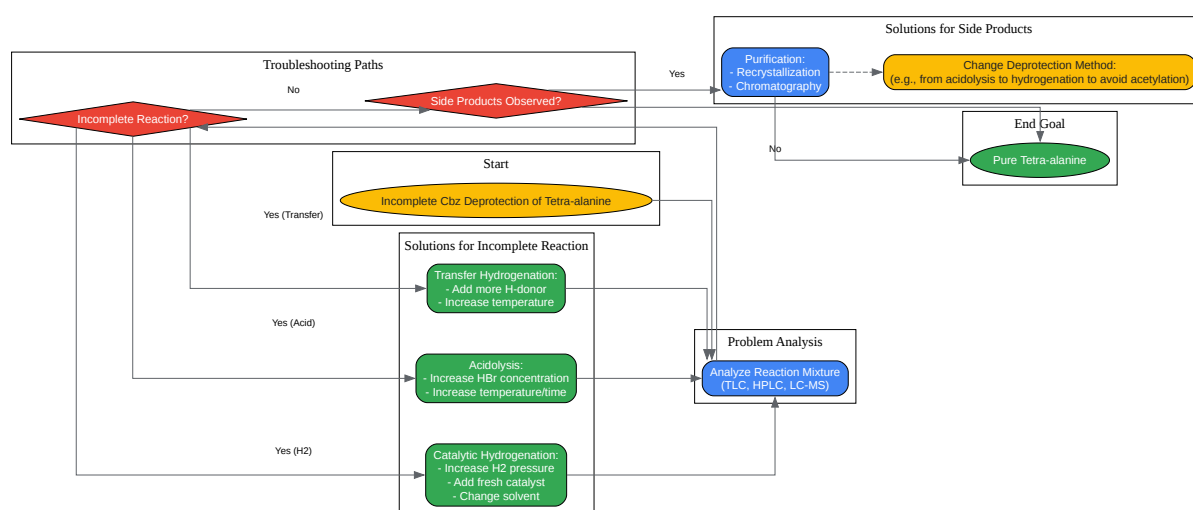 Solutions for Side Products
Purification:
- Recrystallization
- Chromatography
Change Deprotection Method:
(e.g., from acidolysis to hydrogenation to avoid acetylation)
Troubleshooting Paths
Yes
No
Side Products Observed?
Incomplete Reaction?
End Goal
No
Pure Tetra-alanine
Start
Incomplete Cbz Deprotection of Tetra-alanine
Yes (Transfer)
Solutions for Incomplete Reaction
Transfer Hydrogenation:
- Add more H-donor
- Increase temperature
Yes (Acid)
Acidolysis:
- Increase HBr concentration
- Increase temperature/time
Problem Analysis
Analyze Reaction Mixture
(TLC, HPLC, LC-MS)
Yes (H2)
Catalytic Hydrogenation:
- Increase H2 pressure
- Add fresh catalyst
- Change solvent